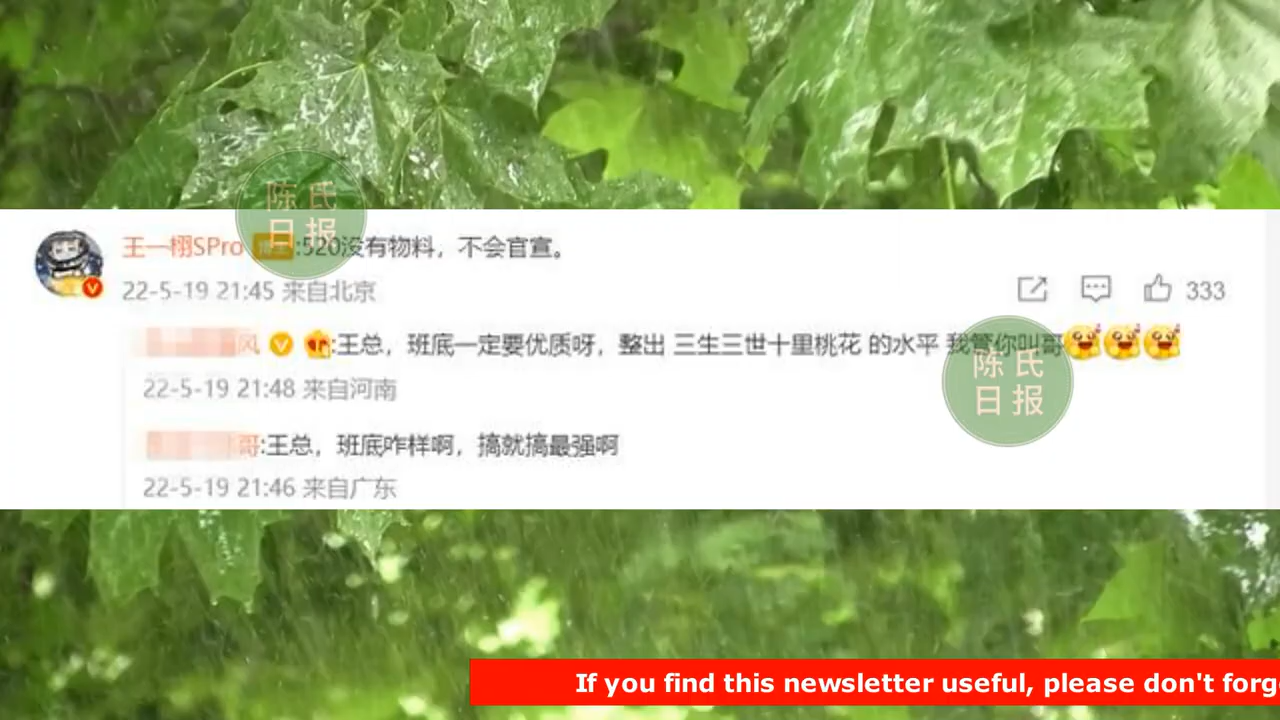 陈氏
日报
王一栩SPro :520没有物料，不会官宣。
22-5-19 21:45 来自北京
333
风 :王总，班底一定要优质呀，整出 三生三世十里桃花 的水平 我管你叫哥
陈氏
日报
22-5-19 21:48 来自河南
哥:王总，班底咋样啊，搞就搞最强啊
22-5-19 21:46 来自广东
If you find this newsletter useful, please don't forg